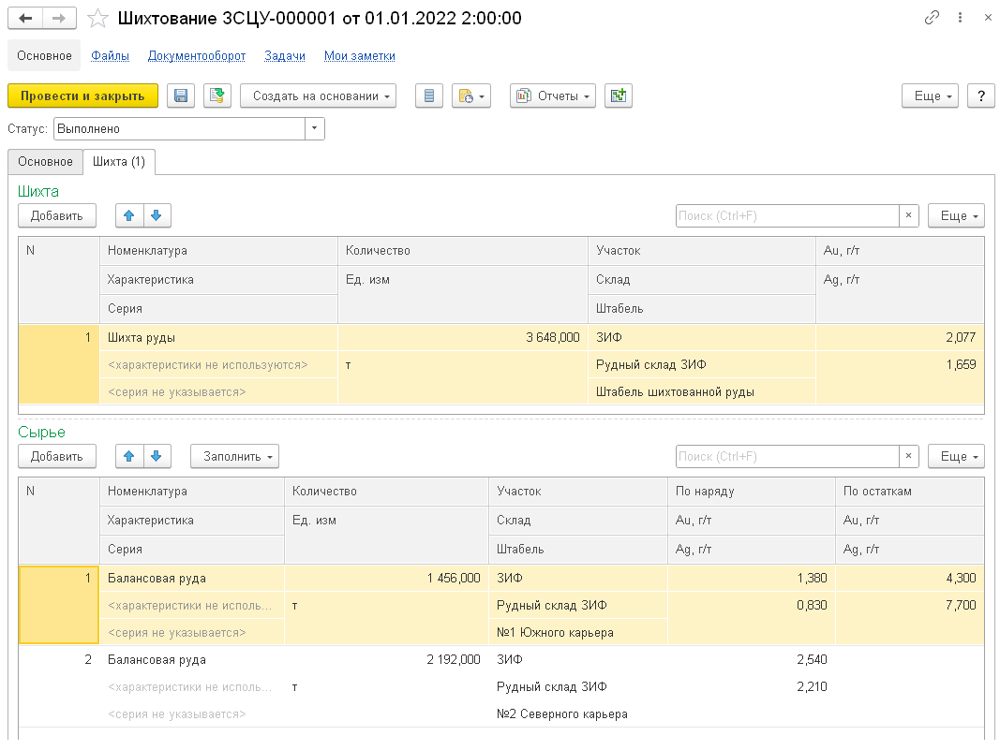 Шихтование ЗСЦУ-000001 от 01.01.2022 2:00:00
Основное Файлы Документооборот Задачи Мои заметки
Провести и закрыть Создать на основании Отчеты Еще ?
Статус: Выполнено
Основное Шихта (1)
Шихта
Добавить Поиск (Ctrl+F) × Еще
N Номенклатура Количество Участок Au, г/т
Характеристика Ед. изм Склад Ag, г/т
Серия Штабель
1 Шихта руды 3 648,000 ЗИФ 2,077
<характеристики не используются> т Рудный склад ЗИФ 1,659
<серия не указывается> Штабель шихтованной руды
Сырье
Добавить Заполнить Поиск (Ctrl+F) × Еще
N Номенклатура Количество Участок По наряду По остаткам
Характеристика Ед. изм Склад Au, г/т Au, г/т
Серия Штабель Ag, г/т Ag, г/т
1 Балансовая руда 1 456,000 ЗИФ 1,380 4,300
<характеристики не исполь... т Рудный склад ЗИФ 0,830 7,700
<серия не указывается> №1 Южного карьера
2 Балансовая руда 2 192,000 ЗИФ 2,540
<характеристики не исполь... т Рудный склад ЗИФ 2,210
<серия не указывается> №2 Северного карьера